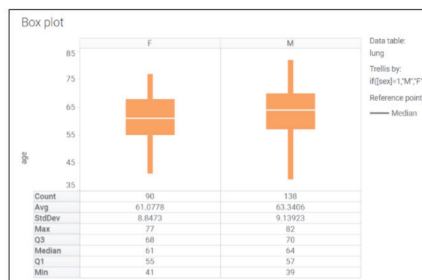 Box plot
F M
85
75
65
55
45
35
age
Count 90 138
Avg 61.0778 63.3406
StdDev 8.8473 9.13923
Max 77 82
Q3 68 70
Median 61 64
Q1 55 57
Min 41 39
Data table:
lung
Trellis by:
if([sex]=1,"M","F"
Reference point
Median